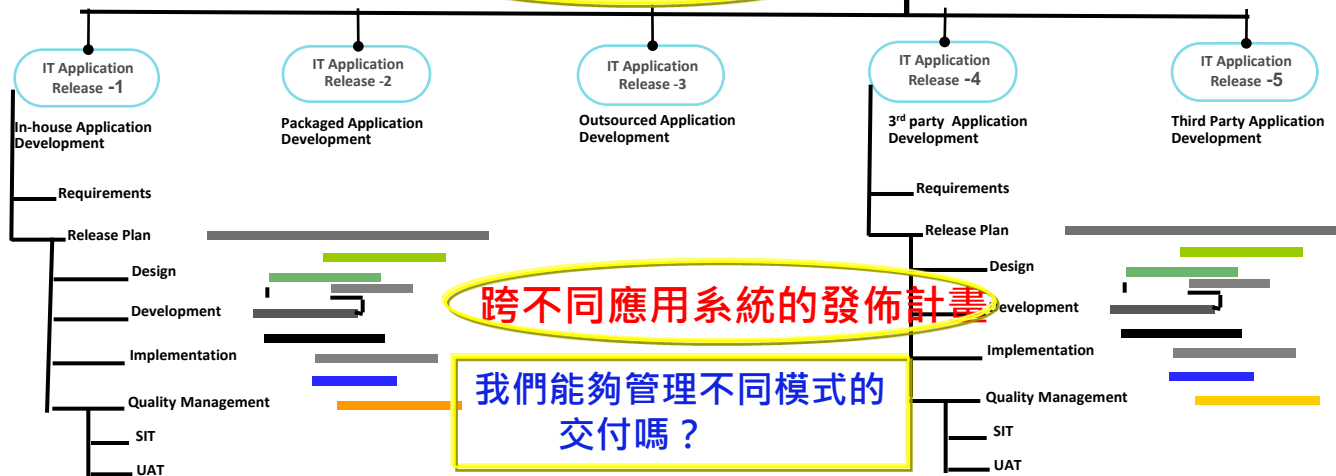 IT Application
Release -1
IT Application
Release -2
IT Application
Release -3
IT Application
Release -4
IT Application
Release -5
In-house Application
Development
Packaged Application
Development
Outsourced Application
Development
3rd party Application
Development
Third Party Application
Development
Requirements
Release Plan
Design
Development
Implementation
Quality Management
SIT
UAT
跨不同應用系統的發佈計畫
我們能夠管理不同模式的
交付嗎？
Requirements
Release Plan
Design
Development
Implementation
Quality Management
SIT
UAT